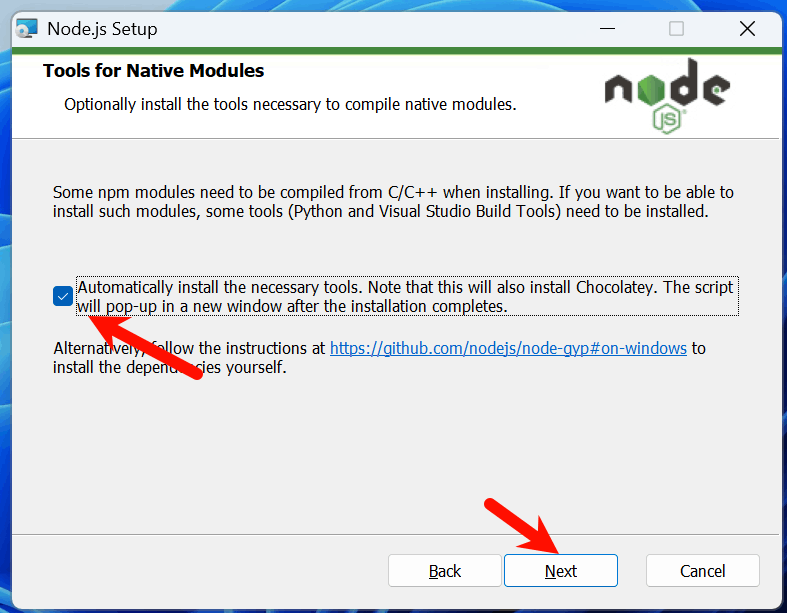 Node.js Setup
Tools for Native Modules
Optionally install the tools necessary to compile native modules.
node
JS
Some npm modules need to be compiled from C/C++ when installing. If you want to be able to
install such modules, some tools (Python and Visual Studio Build Tools) need to be installed.
Automatically install the necessary tools. Note that this will also install Chocolatey. The script
will pop-up in a new window after the installation completes.
Alternatively, follow the instructions at https://github.com/nodejs/node-gyp#on-windows to
install the dependencies yourself.
Back Next Cancel